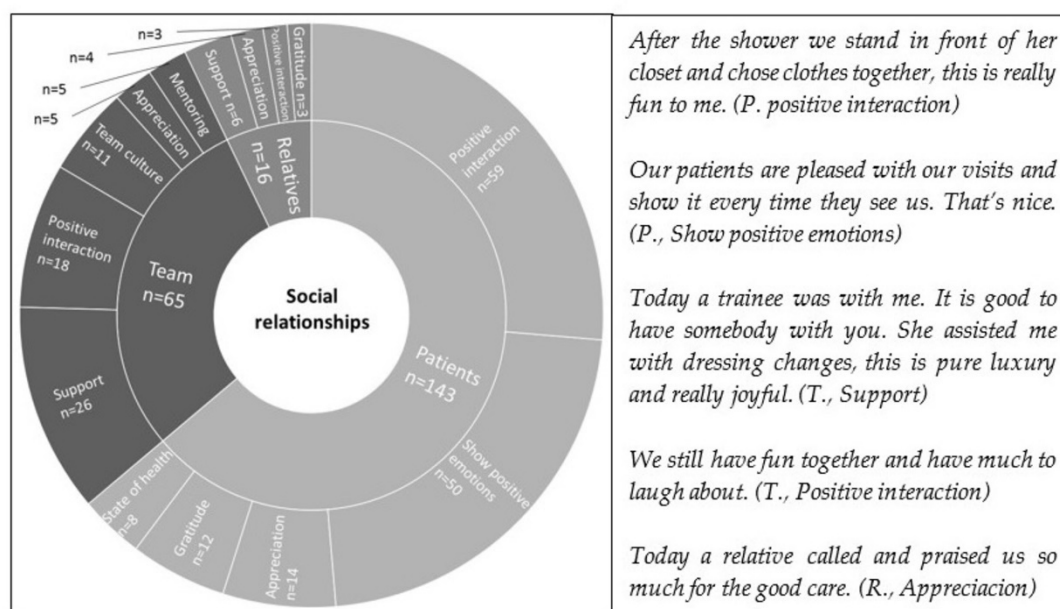 n=3
n=4
n=5
n=5
Gratitude n=3
Positive interaction
Appreciation
Support n=6
Mentoring
Appreciation
Team culture
n=11
Positive
interaction
n=18
Support
n=26
Relatives
n=16
Team
n=65
Social
relationships
Patients
n=143
Positive
interaction
n=59
Show positive
emotions
n=50
Appreciation
n=14
Gratitude
n=12
State of health
n=8
After the shower we stand in front of her
closet and chose clothes together, this is really
fun to me. (P. positive interaction)
Our patients are pleased with our visits and
show it every time they see us. That's nice.
(P., Show positive emotions)
Today a trainee was with me. It is good to
have somebody with you. She assisted me
with dressing changes, this is pure luxury
and really joyful. (T., Support)
We still have fun together and have much to
laugh about. (T., Positive interaction)
Today a relative called and praised us so
much for the good care. (R., Appreciacion)